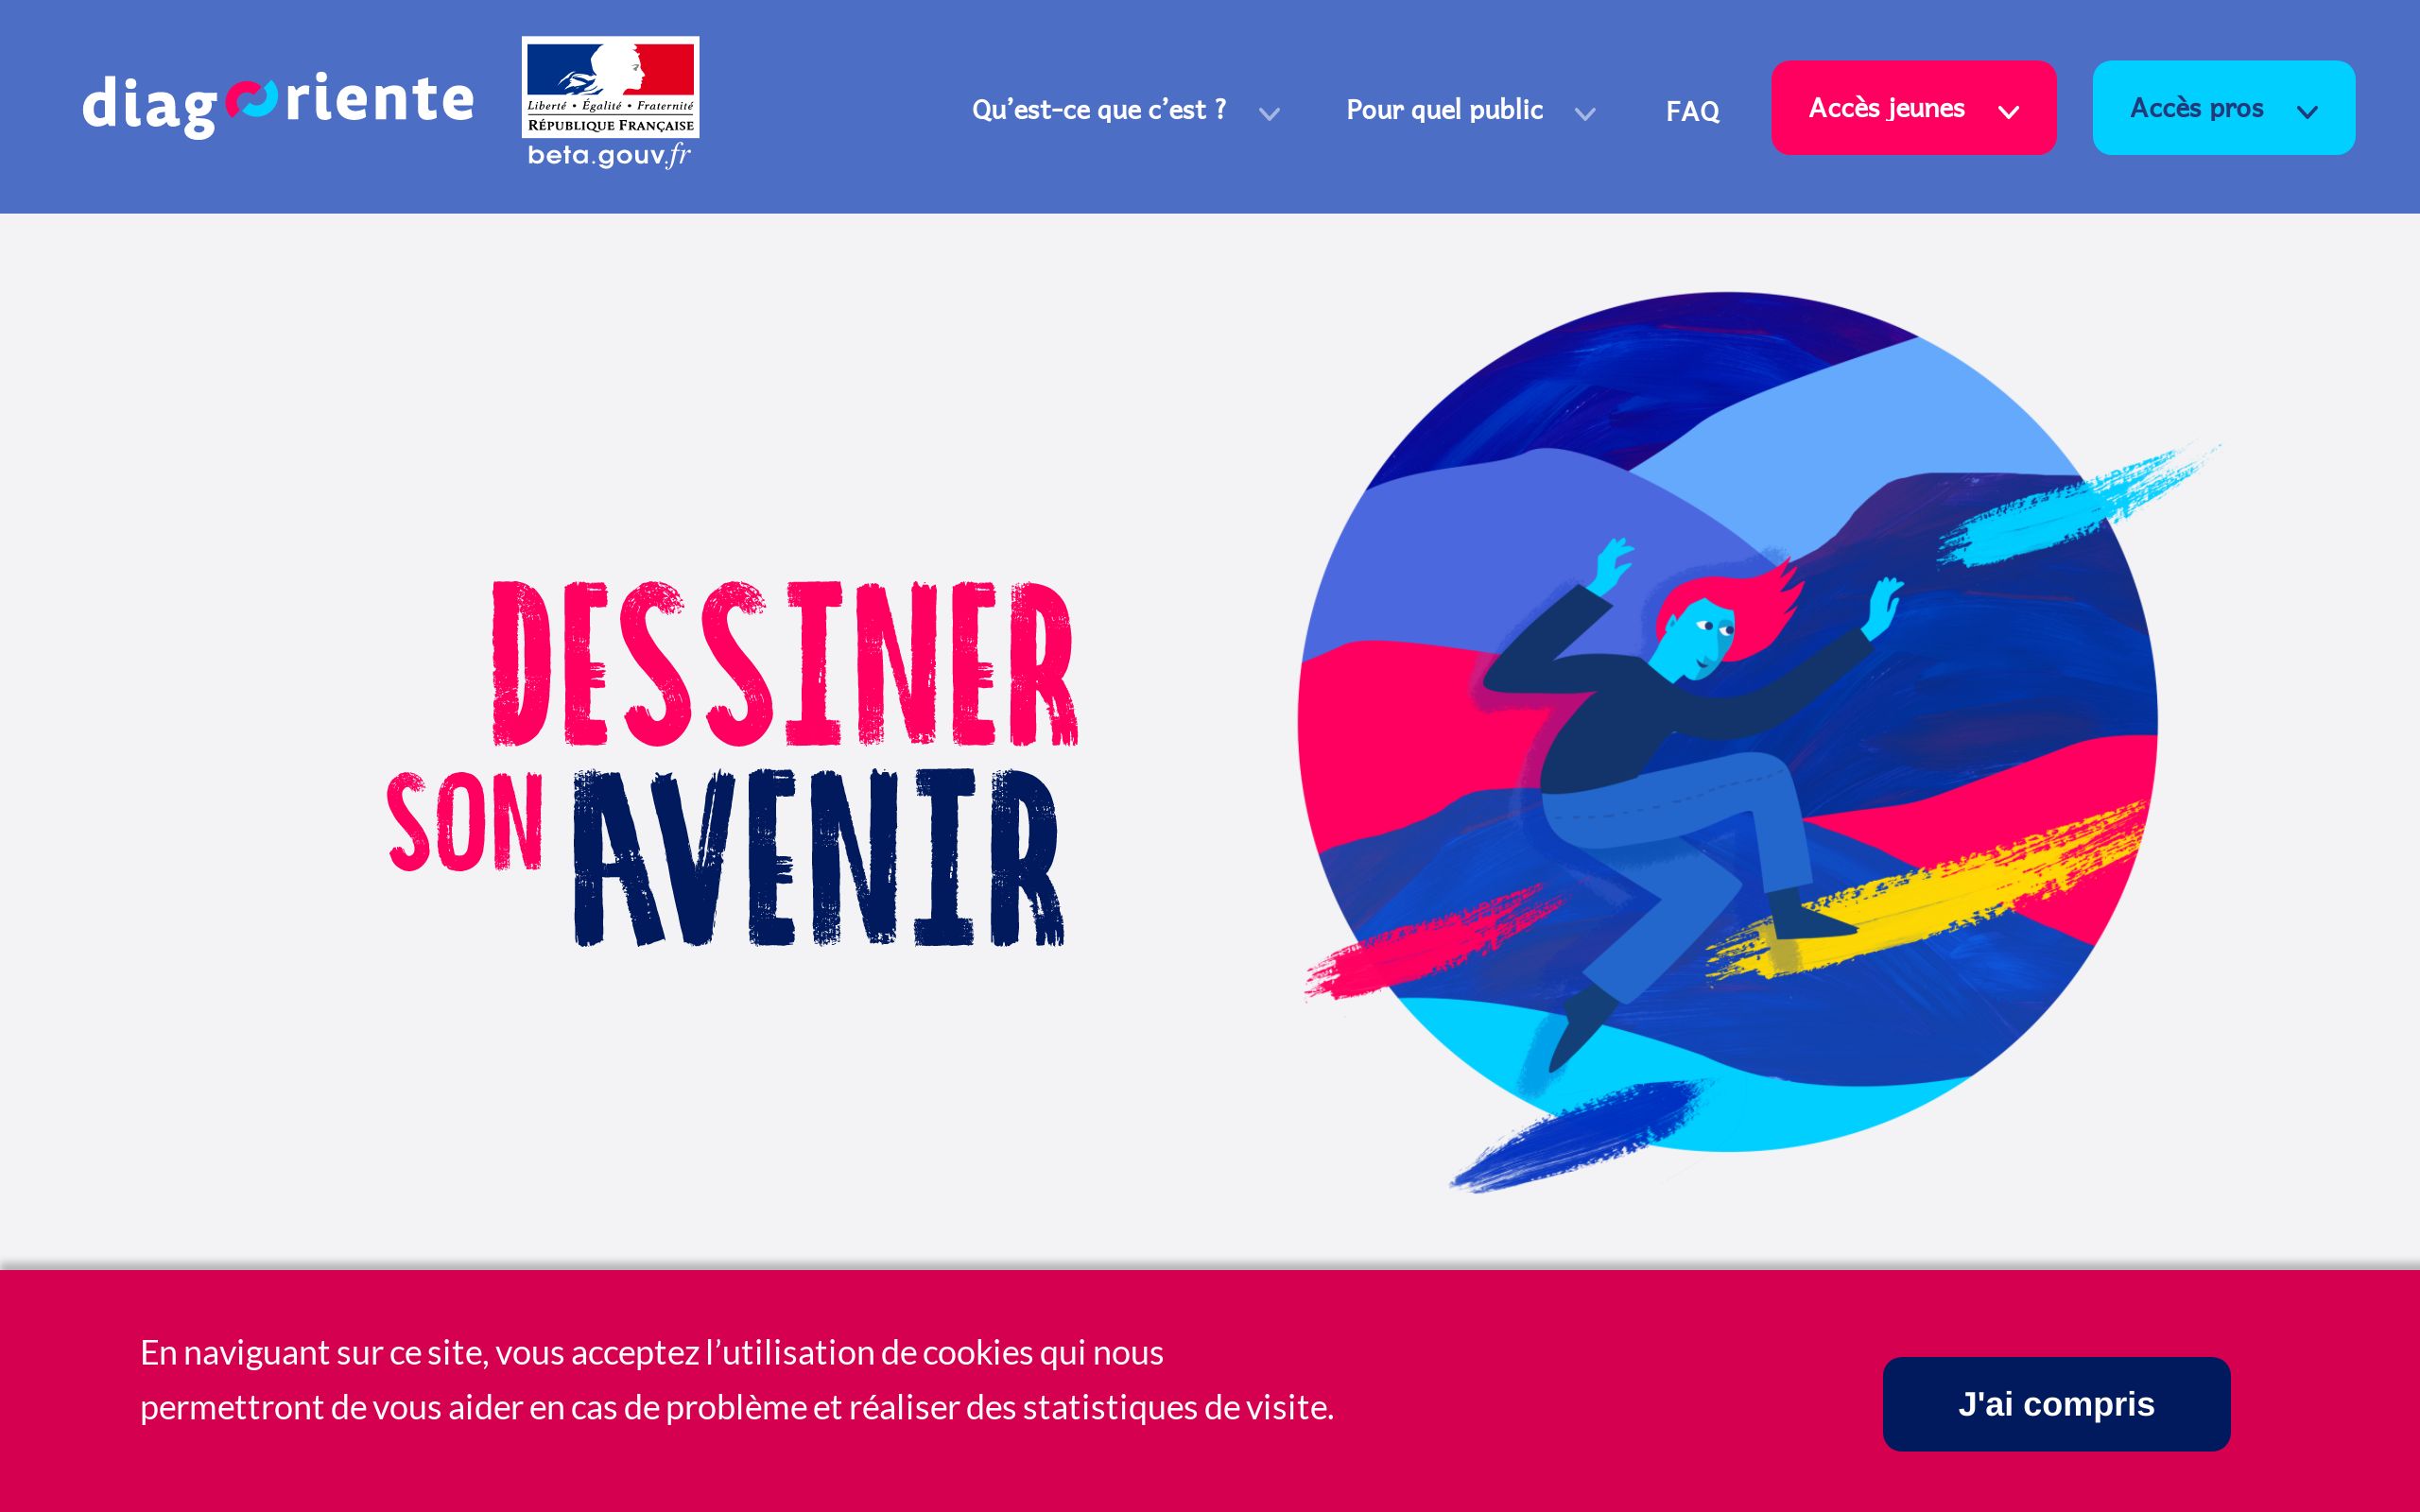 diagoriente
Liberté • Égalité • Fraternité
RÉPUBLIQUE FRANÇAISE
beta.gouv.fr
Qu’est-ce que c’est ?
Pour quel public
FAQ
Accès jeunes
Accès pros
DESSINER
SON AVENIR
En naviguant sur ce site, vous acceptez l’utilisation de cookies qui nous
permettront de vous aider en cas de problème et réaliser des statistiques de visite.
J'ai compris